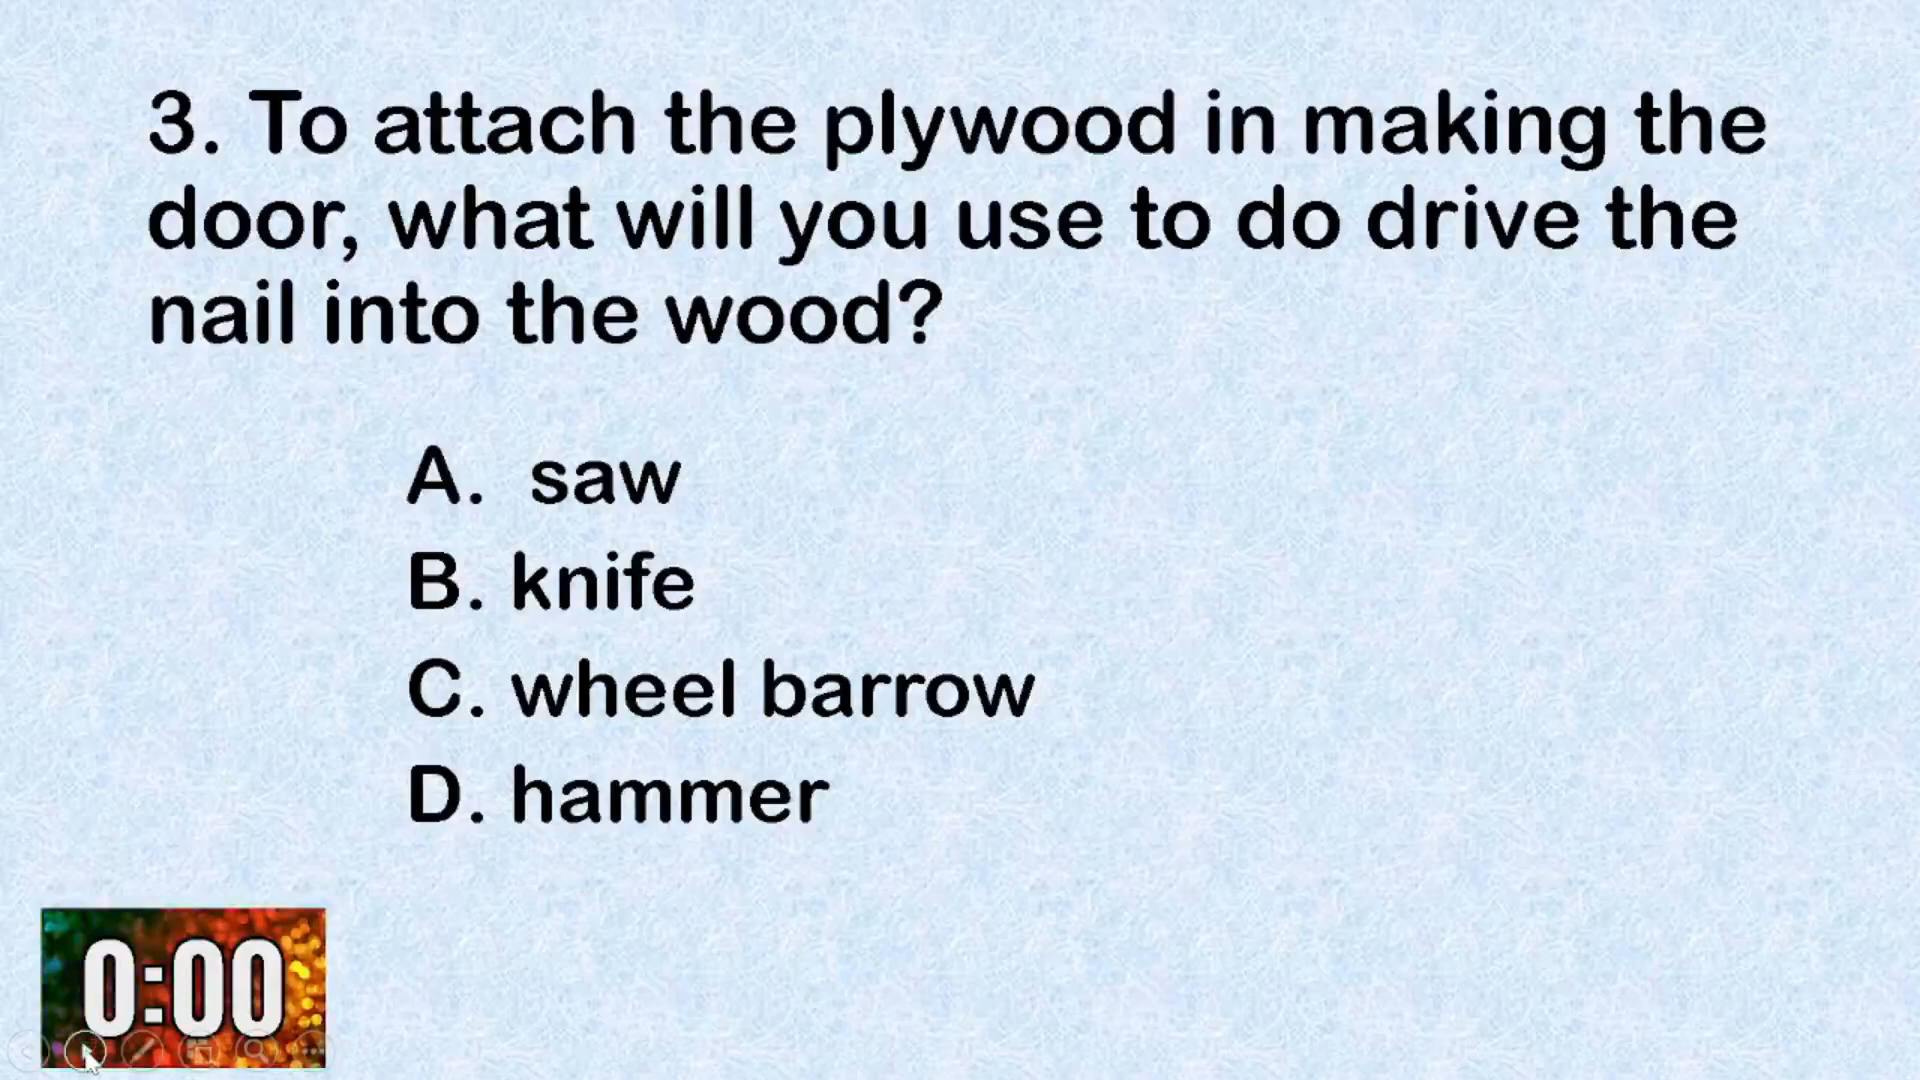 3. To attach the plywood in making the
door, what will you use to do drive the
nail into the wood?
A. saw
B. knife
C. wheel barrow
D. hammer
0:00